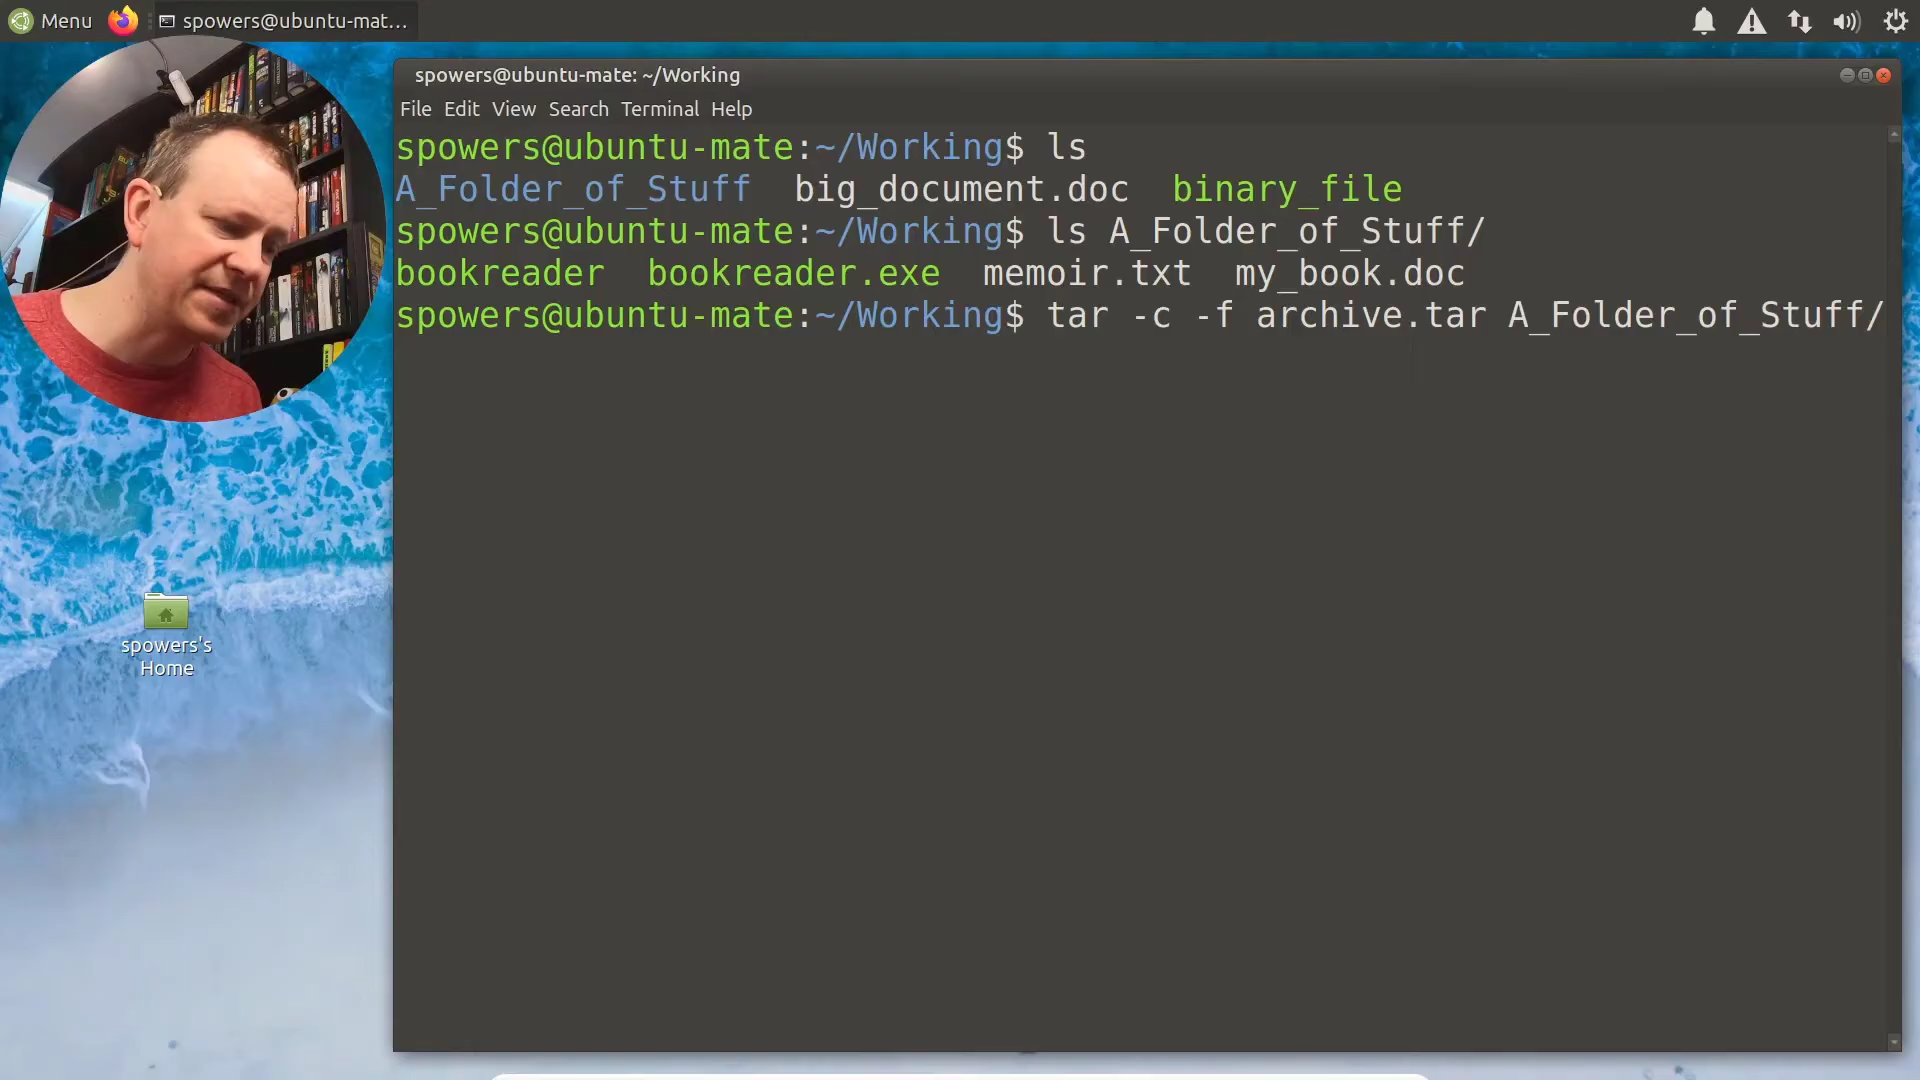 Menu spowers@ubuntu-mat...
spowers@ubuntu-mate: ~/Working
File Edit View Search Terminal Help
spowers@ubuntu-mate:~/Working$ ls
A_Folder_of_Stuff big_document.doc binary_file
spowers@ubuntu-mate:~/Working$ ls A_Folder_of_Stuff/
bookreader bookreader.exe memoir.txt my_book.doc
spowers@ubuntu-mate:~/Working$ tar -c -f archive.tar A_Folder_of_Stuff/
spowers's
Home